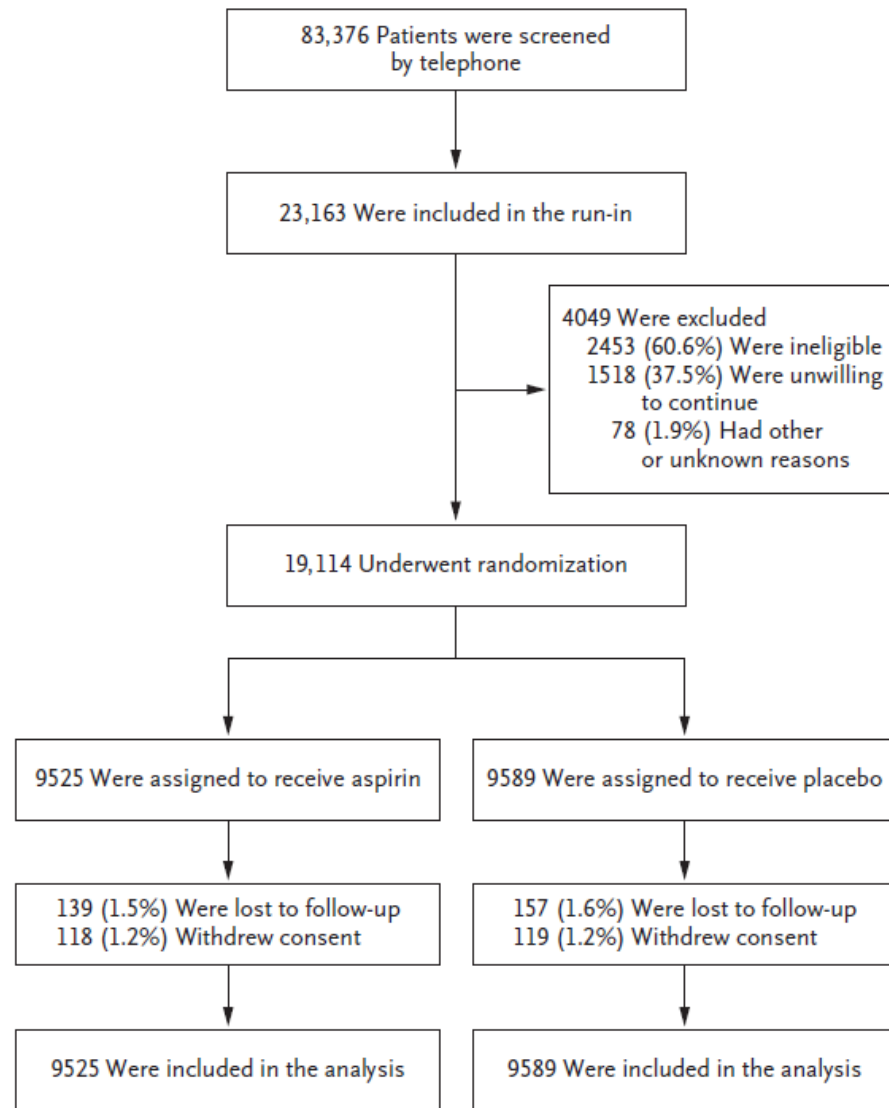 83,376 Patients were screened
by telephone
23,163 Were included in the run-in
4049 Were excluded
2453 (60.6%) Were ineligible
1518 (37.5%) Were unwilling
to continue
78 (1.9%) Had other
or unknown reasons
19,114 Underwent randomization
9525 Were assigned to receive aspirin
9589 Were assigned to receive placebo
139 (1.5%) Were lost to follow-up
118 (1.2%) Withdrew consent
157 (1.6%) Were lost to follow-up
119 (1.2%) Withdrew consent
9525 Were included in the analysis
9589 Were included in the analysis